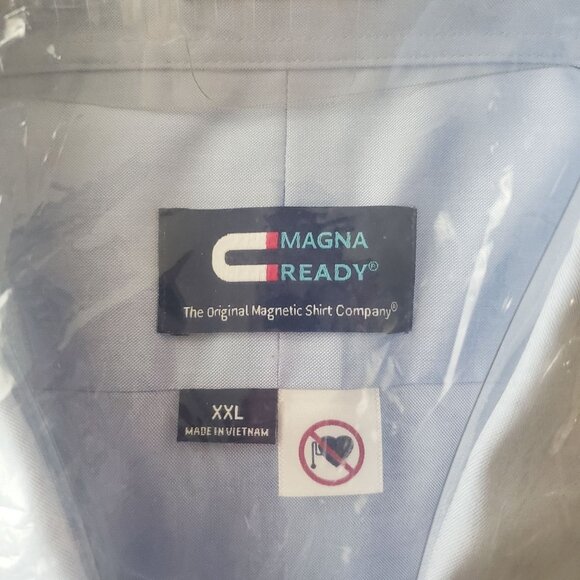 MAGNA
READY®
The Original Magnetic Shirt Company®
XXL
MADE IN VIETNAM